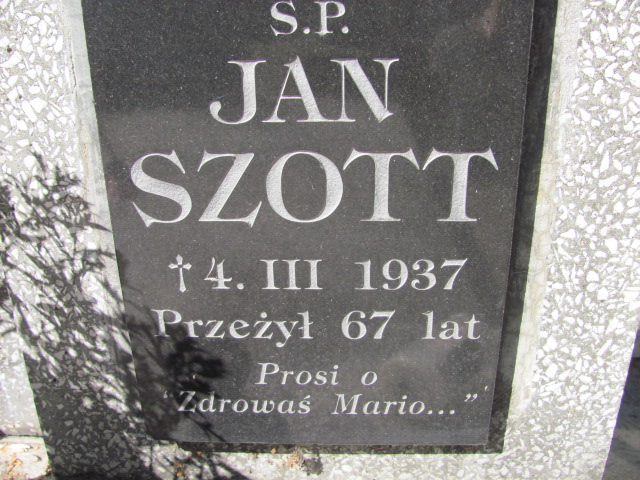 Ś.P.
JAN
SZOTT
† 4. III 1937
Przeżył 67 lat
Prosi o
"Zdrowaś Mario..."